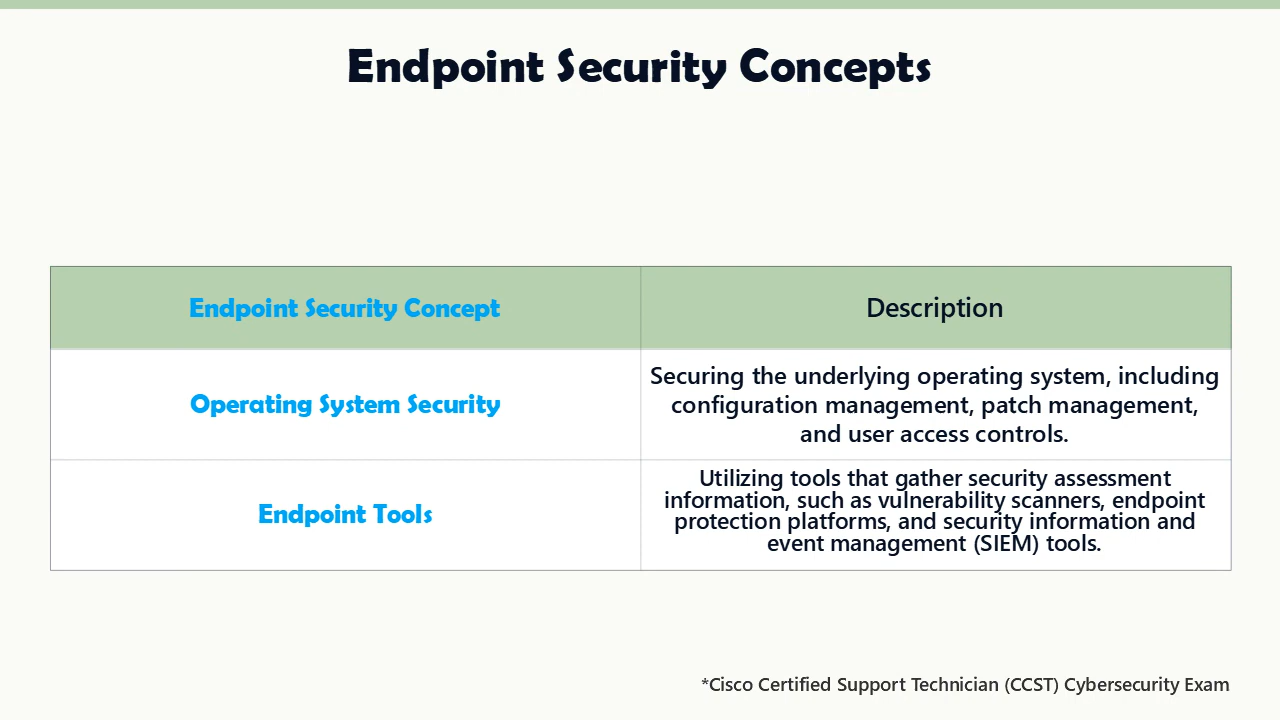 Endpoint Security Concepts
Endpoint Security Concept
Description
Operating System Security
Securing the underlying operating system, including
configuration management, patch management,
and user access controls.
Endpoint Tools
Utilizing tools that gather security assessment
information, such as vulnerability scanners, endpoint
protection platforms, and security information and
event management (SIEM) tools.
*Cisco Certified Support Technician (CCST) Cybersecurity Exam